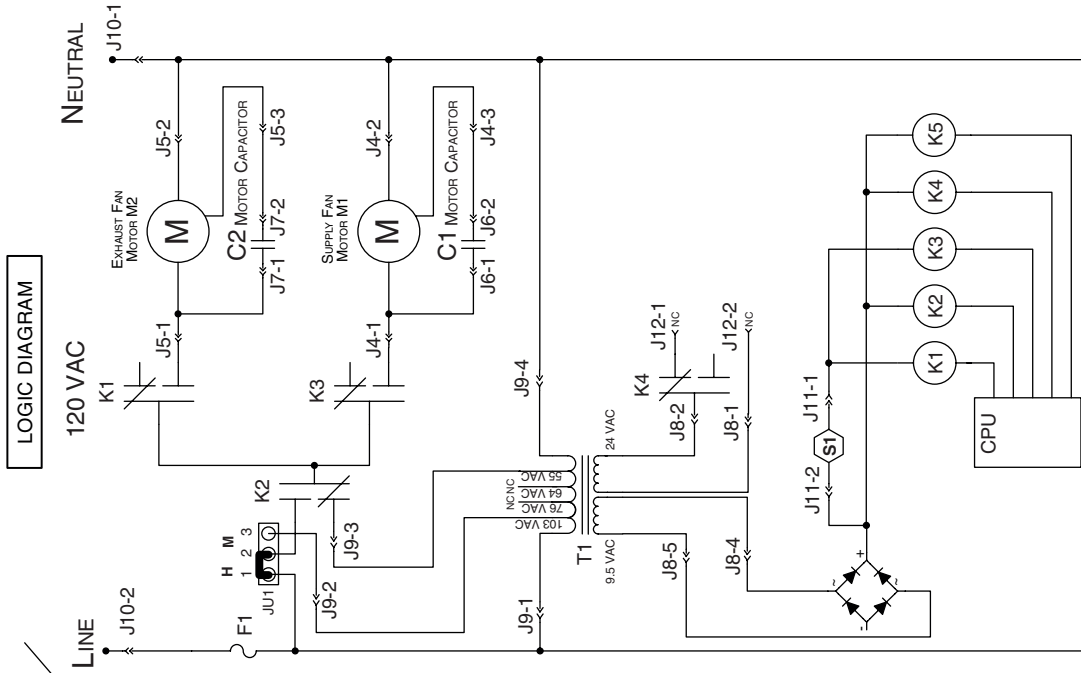 LOGIC DIAGRAM
120 VAC
LINE
J10-2
NEUTRAL
J10-1
F1
H M
1 2 3
JU1
J9-2
K2
J9-3
K1
J5-1
EXHAUST FAN
MOTOR M2
M
J5-2
C2 MOTOR CAPACITOR
J7-1
J7-2
J5-3
K3
J4-1
SUPPLY FAN
MOTOR M1
M
J4-2
C1 MOTOR CAPACITOR
J6-1
J6-2
J4-3
J9-1
J9-4
103 VAC
76 VAC
64 VAC
55 VAC
NC
NC
T1
9.5 VAC
24 VAC
J8-5
J8-4
J8-2
J8-1
K4
J12-1
NC
J12-2
NC
~
~
+
-
J11-2
S1
J11-1
K1
K2
K3
K4
K5
CPU